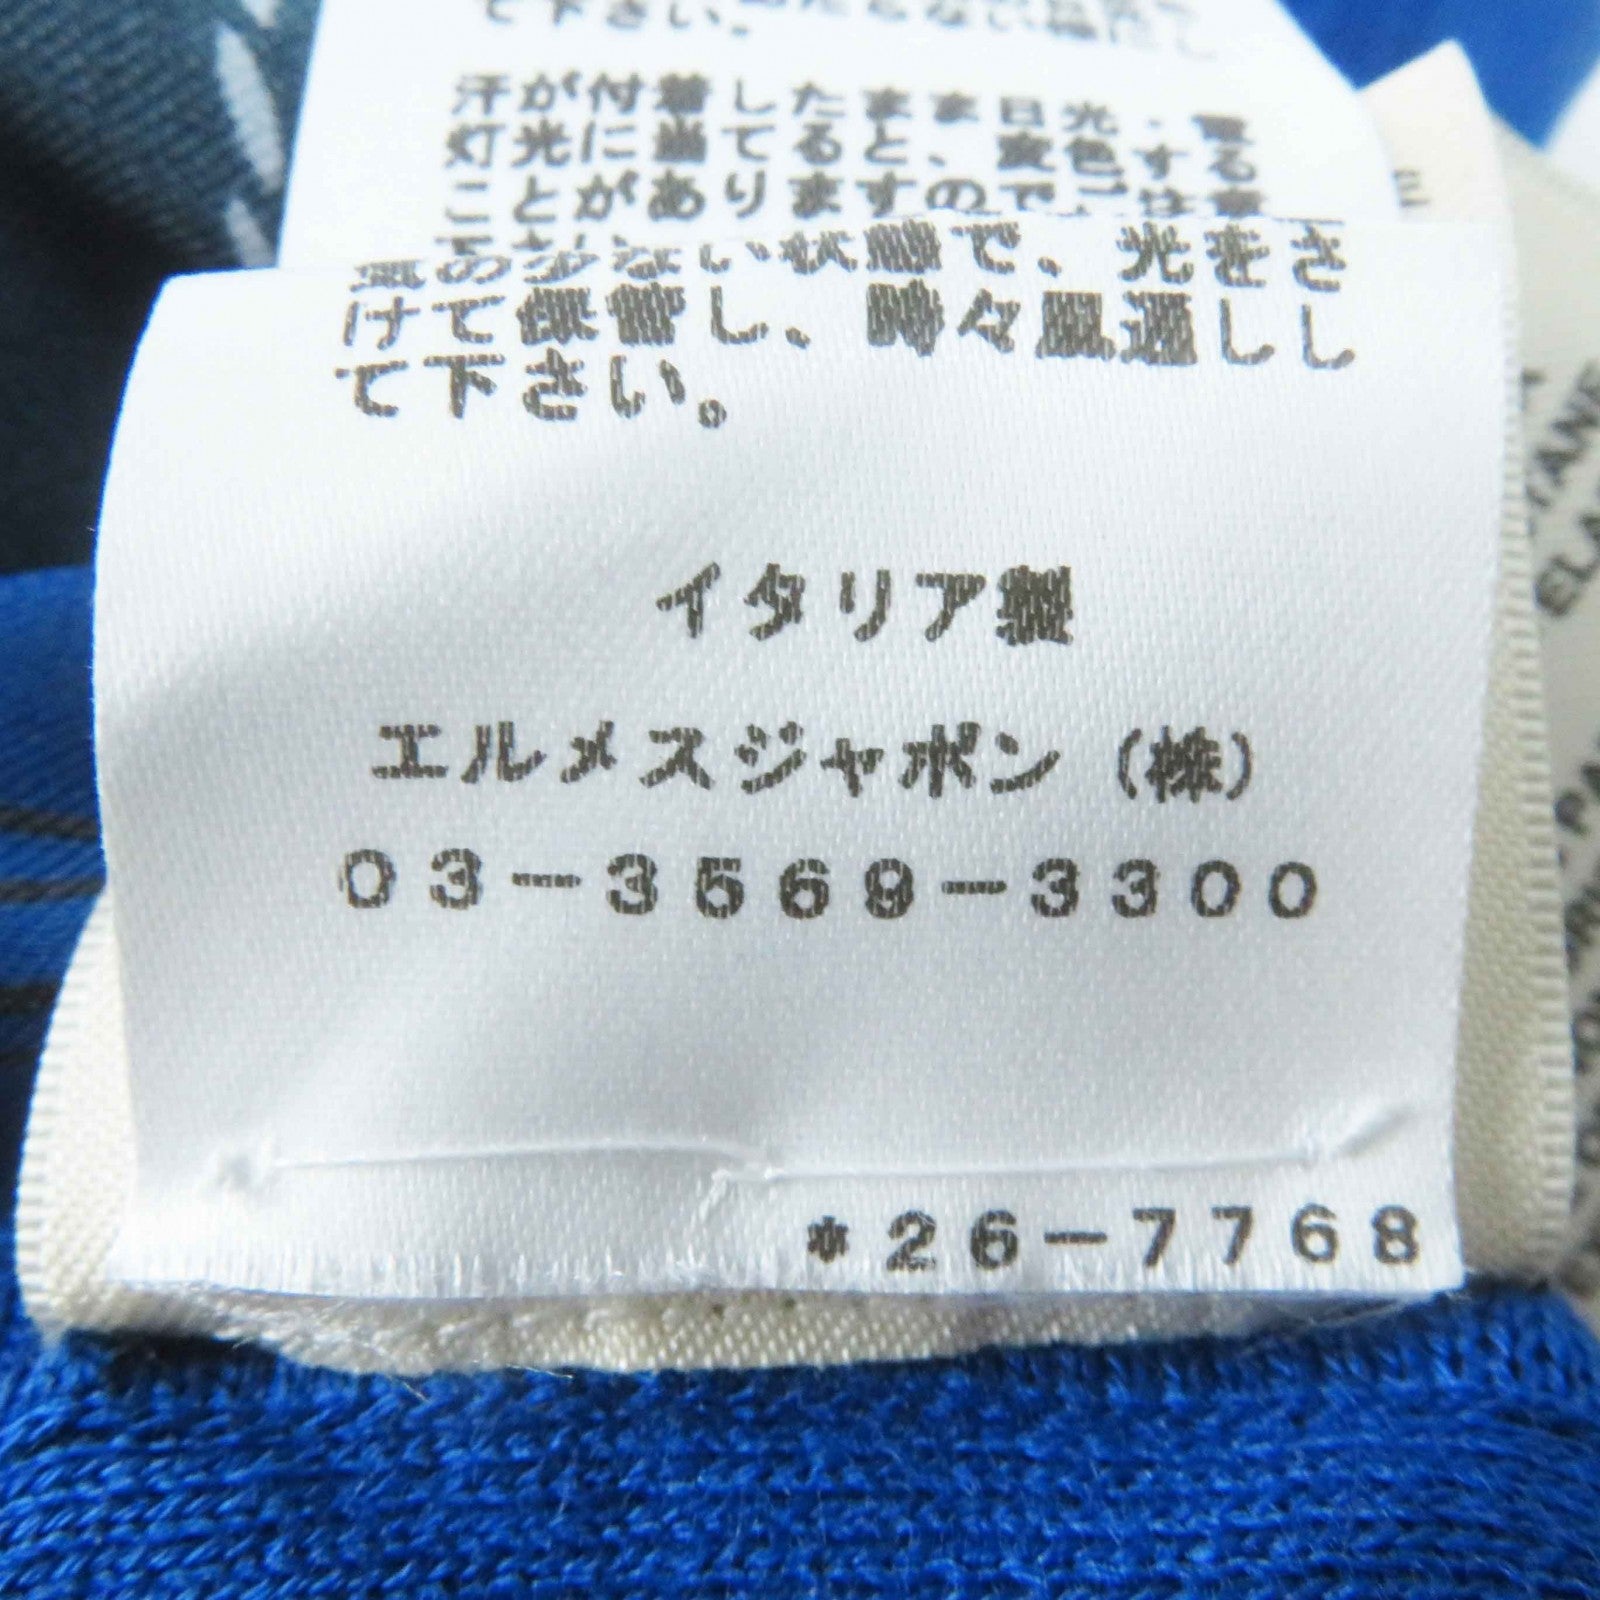 て下さい。
汗が付着したまま日光・電
灯光に当てると、変色する
ことがありますのでご注意
気の少ない状態で、光をさ
けて保管し、時々風通しし
て下さい。
イタリア製
エルメスジャポン（株）
03-3569-3300
*26-7768